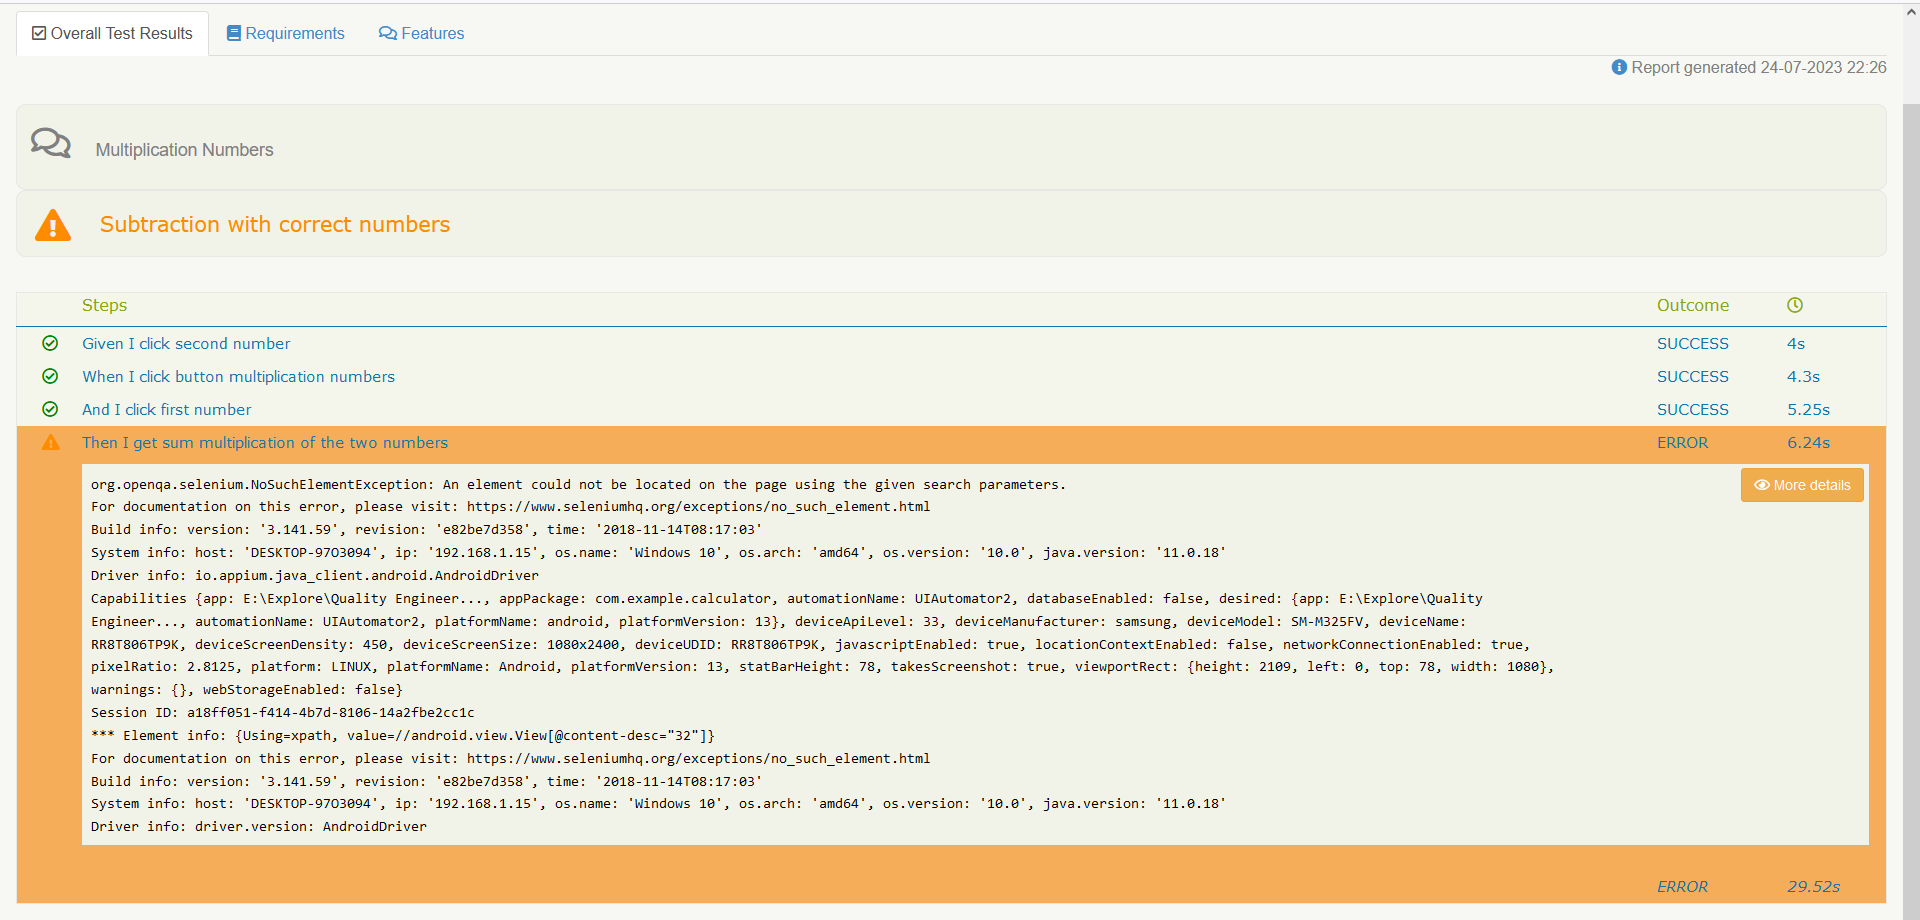 Overall Test Results
Requirements
Features
Report generated 24-07-2023 22:26
Multiplication Numbers
Subtraction with correct numbers
Steps Outcome
Given I click second number SUCCESS 4s
When I click button multiplication numbers SUCCESS 4.3s
And I click first number SUCCESS 5.25s
Then I get sum multiplication of the two numbers ERROR 6.24s
More details
org.openqa.selenium.NoSuchElementException: An element could not be located on the page using the given search parameters.
For documentation on this error, please visit: https://www.seleniumhq.org/exceptions/no_such_element.html
Build info: version: '3.141.59', revision: 'e82be7d358', time: '2018-11-14T08:17:03'
System info: host: 'DESKTOP-97O3094', ip: '192.168.1.15', os.name: 'Windows 10', os.arch: 'amd64', os.version: '10.0', java.version: '11.0.18'
Driver info: io.appium.java_client.android.AndroidDriver
Capabilities {app: E:\Explore\Quality Engineer..., appPackage: com.example.calculator, automationName: UIAutomator2, databaseEnabled: false, desired: {app: E:\Explore\Quality
Engineer..., automationName: UIAutomator2, platformName: android, platformVersion: 13}, deviceApiLevel: 33, deviceManufacturer: samsung, deviceModel: SM-M325FV, deviceName:
RR8T806TP9K, deviceScreenDensity: 450, deviceScreenSize: 1080x2400, deviceUDID: RR8T806TP9K, javascriptEnabled: true, locationContextEnabled: false, networkConnectionEnabled: true,
pixelRatio: 2.8125, platform: LINUX, platformName: Android, platformVersion: 13, statBarHeight: 78, takesScreenshot: true, viewportRect: {height: 2109, left: 0, top: 78, width: 1080},
warnings: {}, webStorageEnabled: false}
Session ID: a18ff051-f414-4b7d-8106-14a2fbe2cc1c
*** Element info: {Using=xpath, value=//android.view.View[@content-desc="32"]}
For documentation on this error, please visit: https://www.seleniumhq.org/exceptions/no_such_element.html
Build info: version: '3.141.59', revision: 'e82be7d358', time: '2018-11-14T08:17:03'
System info: host: 'DESKTOP-97O3094', ip: '192.168.1.15', os.name: 'Windows 10', os.arch: 'amd64', os.version: '10.0', java.version: '11.0.18'
Driver info: driver.version: AndroidDriver
ERROR 29.52s